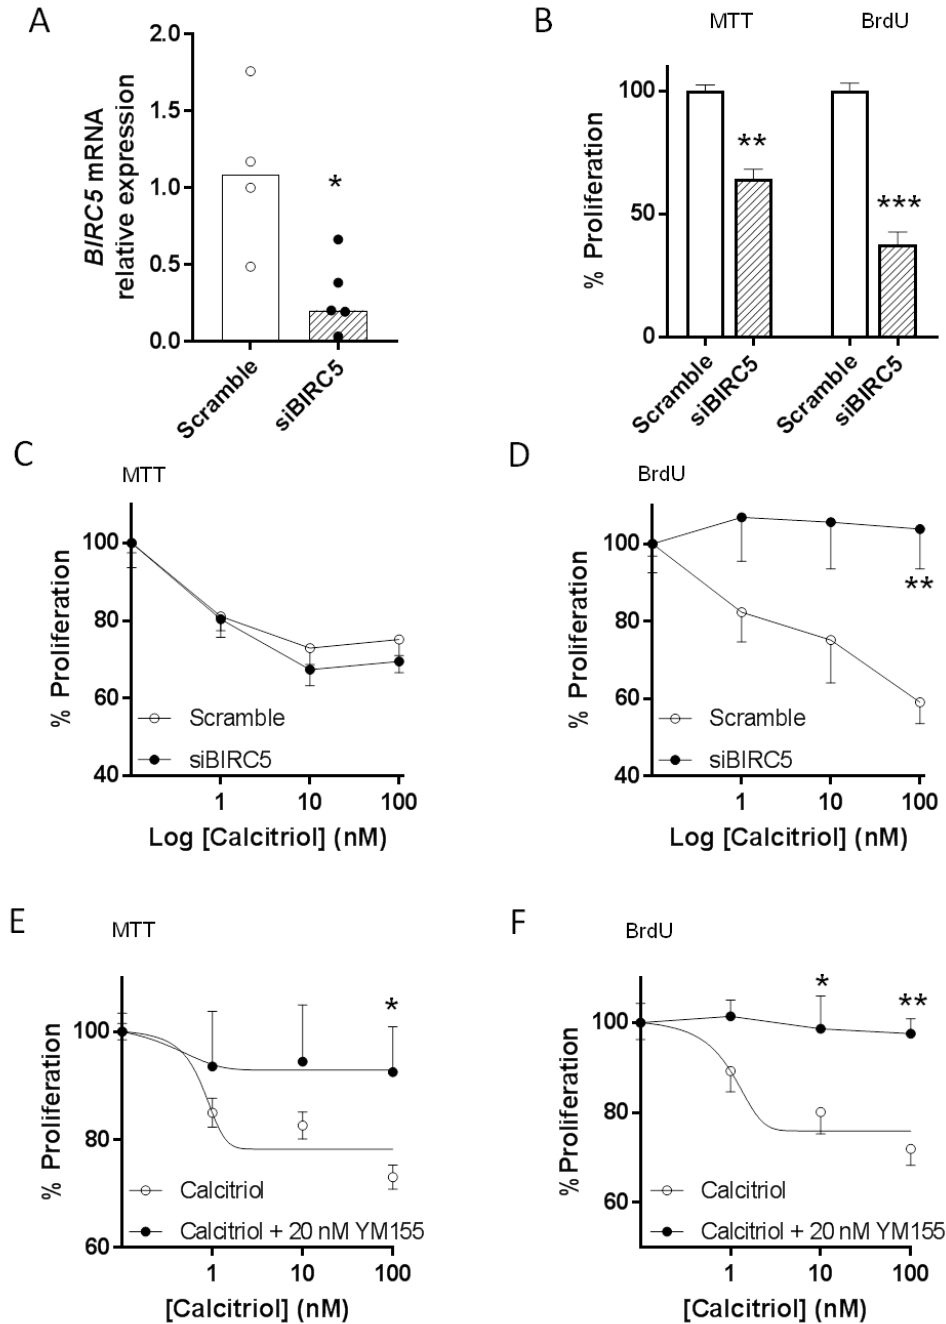 A
BIRC5 mRNA
relative expression
2.0
1.5
1.0
0.5
0.0
*
Scramble
siBIRC5
B
MTT
BrdU
% Proliferation
100
50
0
**
***
Scramble
siBIRC5
Scramble
siBIRC5
C
MTT
% Proliferation
100
80
60
40
Scramble
siBIRC5
1
10
100
Log [Calcitriol] (nM)
D
BrdU
% Proliferation
100
80
60
40
**
Scramble
siBIRC5
1
10
100
Log [Calcitriol] (nM)
E
MTT
% Proliferation
100
80
60
*
Calcitriol
Calcitriol + 20 nM YM155
1
10
100
[Calcitriol] (nM)
F
BrdU
%Proliferation
100
80
60
*
**
Calcitriol
Calcitriol + 20 nM YM155
1
10
100
[Calcitriol] (nM)